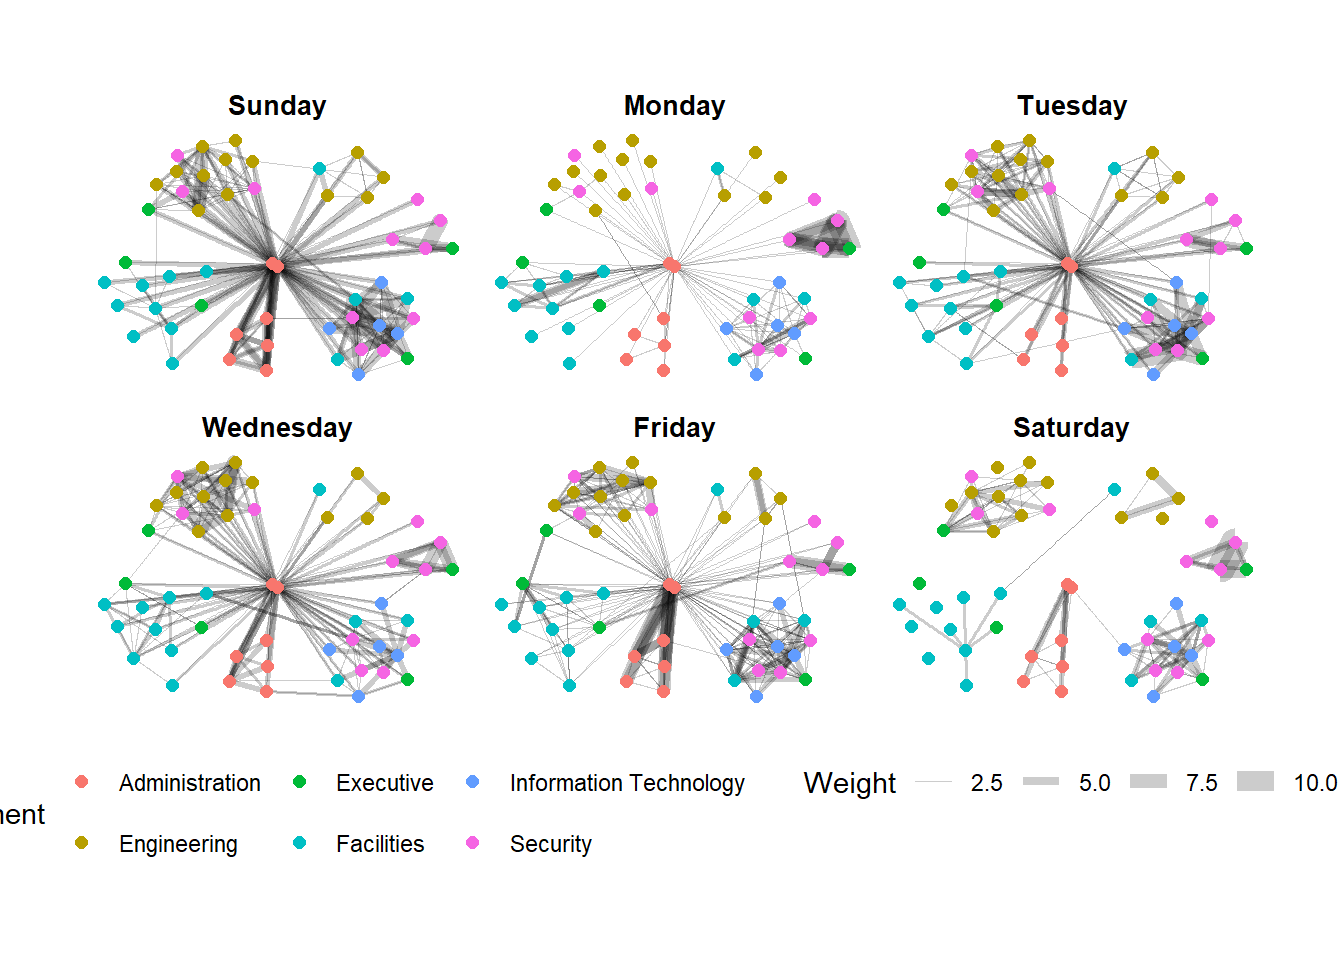 Sunday
Monday
Tuesday
Wednesday
Friday
Saturday
Administration
Executive
Information Technology
Weight
2.5
5.0
7.5
10.0
nent
Engineering
Facilities
Security